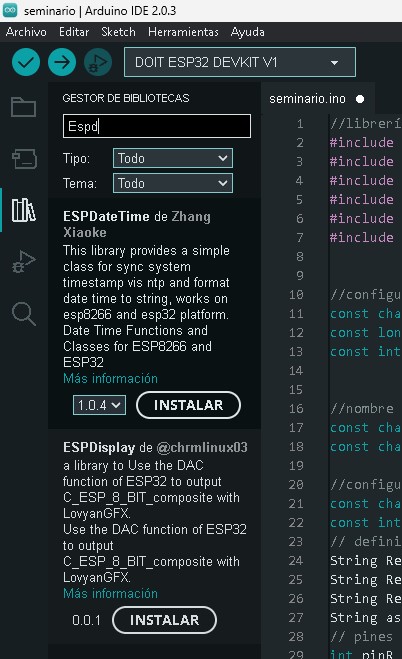 seminario | Arduino IDE 2.0.3
Archivo Editar Sketch Herramientas Ayuda
DOIT ESP32 DEVKIT V1
GESTOR DE BIBLIOTECAS
Espd
Tipo: Todo
Tema: Todo
ESPDateTime de Zhang
Xiaoke
This library provides a simple
class for sync system
timestamp vis ntp and format
date time to string, works on
esp8266 and esp32 platform.
Date Time Functions and
Classes for ESP8266 and
ESP32
Más información
1.0.4 INSTALAR
ESPDisplay de @chrmlinux03
a library to Use the DAC
function of ESP32 to output
C_ESP_8_BIT_composite with
LovyanGFX.
Use the DAC function of ESP32
to output
C_ESP_8_BIT_composite with
LovyanGFX.
Más información
0.0.1 INSTALAR
seminario.ino
1 //librerí
2 #include
3 #include
4 #include
5 #include
6 #include
7 #include
8
9
10 //configu
11 const cha
12 const lon
13 const int
14
15
16 //nombre
17 const cha
18 const cha
19
20 //configu
21 const cha
22 const int
23 // defini
24 String Re
25 String Re
26 String Re
27 String as
28 // pines
29 int pinR